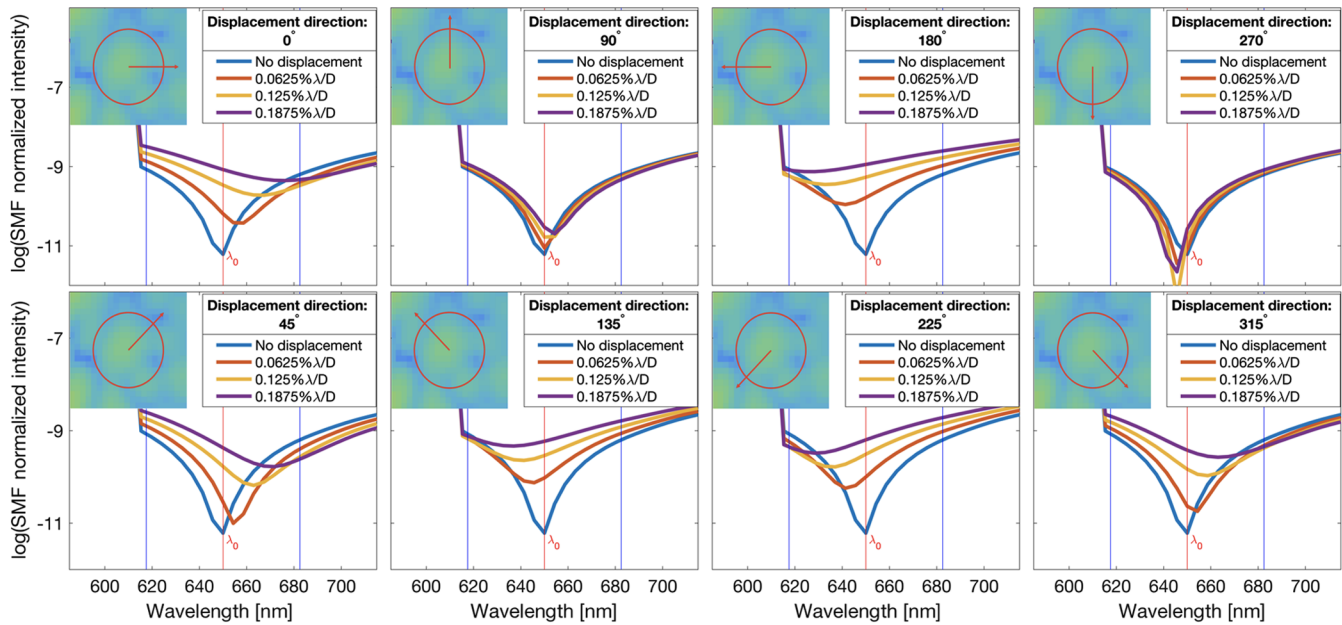 Displacement direction:
0°
No displacement
0.0625%λ/D
0.125%λ/D
0.1875%λ/D
Displacement direction:
90°
No displacement
0.0625%λ/D
0.125%λ/D
0.1875%λ/D
Displacement direction:
180°
No displacement
0.0625%λ/D
0.125%λ/D
0.1875%λ/D
Displacement direction:
270°
No displacement
0.0625%λ/D
0.125%λ/D
0.1875%λ/D
log(SMF normalized intensity)
-7
-9
-11
λ0
λ0
λ0
λ0
Displacement direction:
45°
No displacement
0.0625%λ/D
0.125%λ/D
0.1875%λ/D
Displacement direction:
135°
No displacement
0.0625%λ/D
0.125%λ/D
0.1875%λ/D
Displacement direction:
225°
No displacement
0.0625%λ/D
0.125%λ/D
0.1875%λ/D
Displacement direction:
315°
No displacement
0.0625%λ/D
0.125%λ/D
0.1875%λ/D
log(SMF normalized intensity)
-7
-9
-11
λ0
λ0
λ0
λ0
600 620 640 660 680 700
600 620 640 660 680 700
600 620 640 660 680 700
600 620 640 660 680 700
Wavelength [nm]
Wavelength [nm]
Wavelength [nm]
Wavelength [nm]